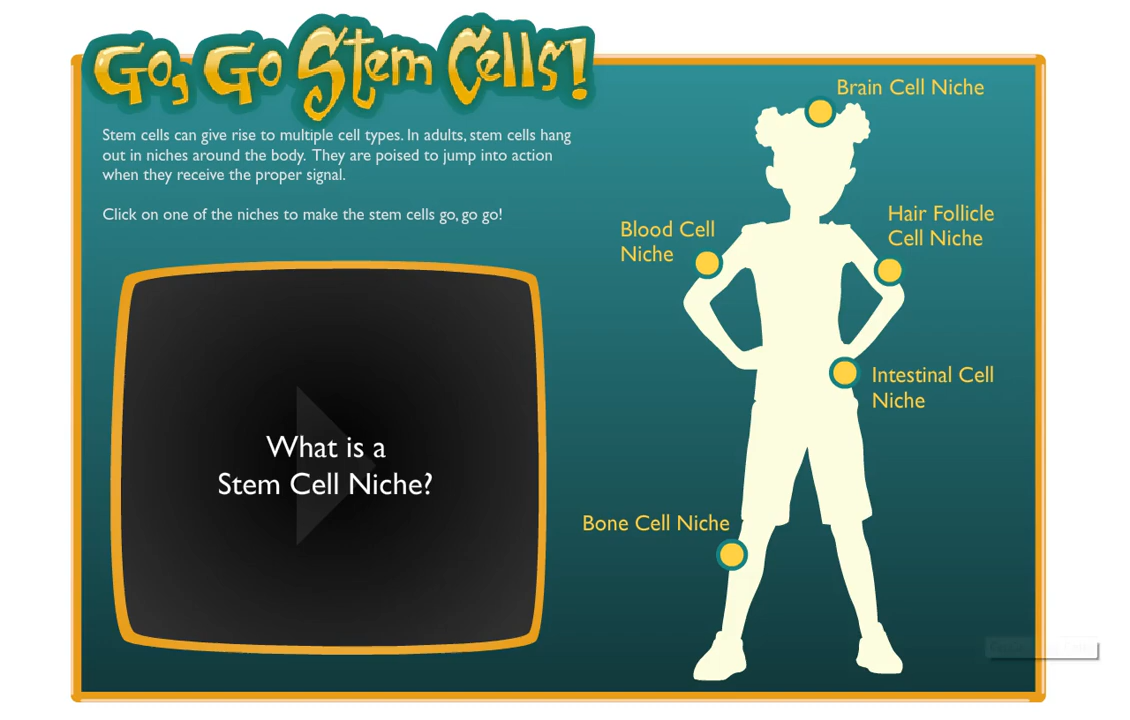 Go, Go Stem Cells!
Stem cells can give rise to multiple cell types. In adults, stem cells hang
out in niches around the body. They are poised to jump into action
when they receive the proper signal.
Click on one of the niches to make the stem cells go, go go!
What is a
Stem Cell Niche?
Brain Cell Niche
Blood Cell
Niche
Hair Follicle
Cell Niche
Intestinal Cell
Niche
Bone Cell Niche